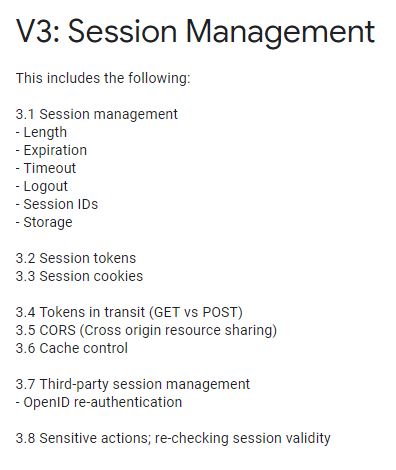 V3: Session Management
This includes the following:
3.1 Session management
- Length
- Expiration
- Timeout
- Logout
- Session IDs
- Storage
3.2 Session tokens
3.3 Session cookies
3.4 Tokens in transit (GET vs POST)
3.5 CORS (Cross origin resource sharing)
3.6 Cache control
3.7 Third-party session management
- OpenID re-authentication
3.8 Sensitive actions; re-checking session validity